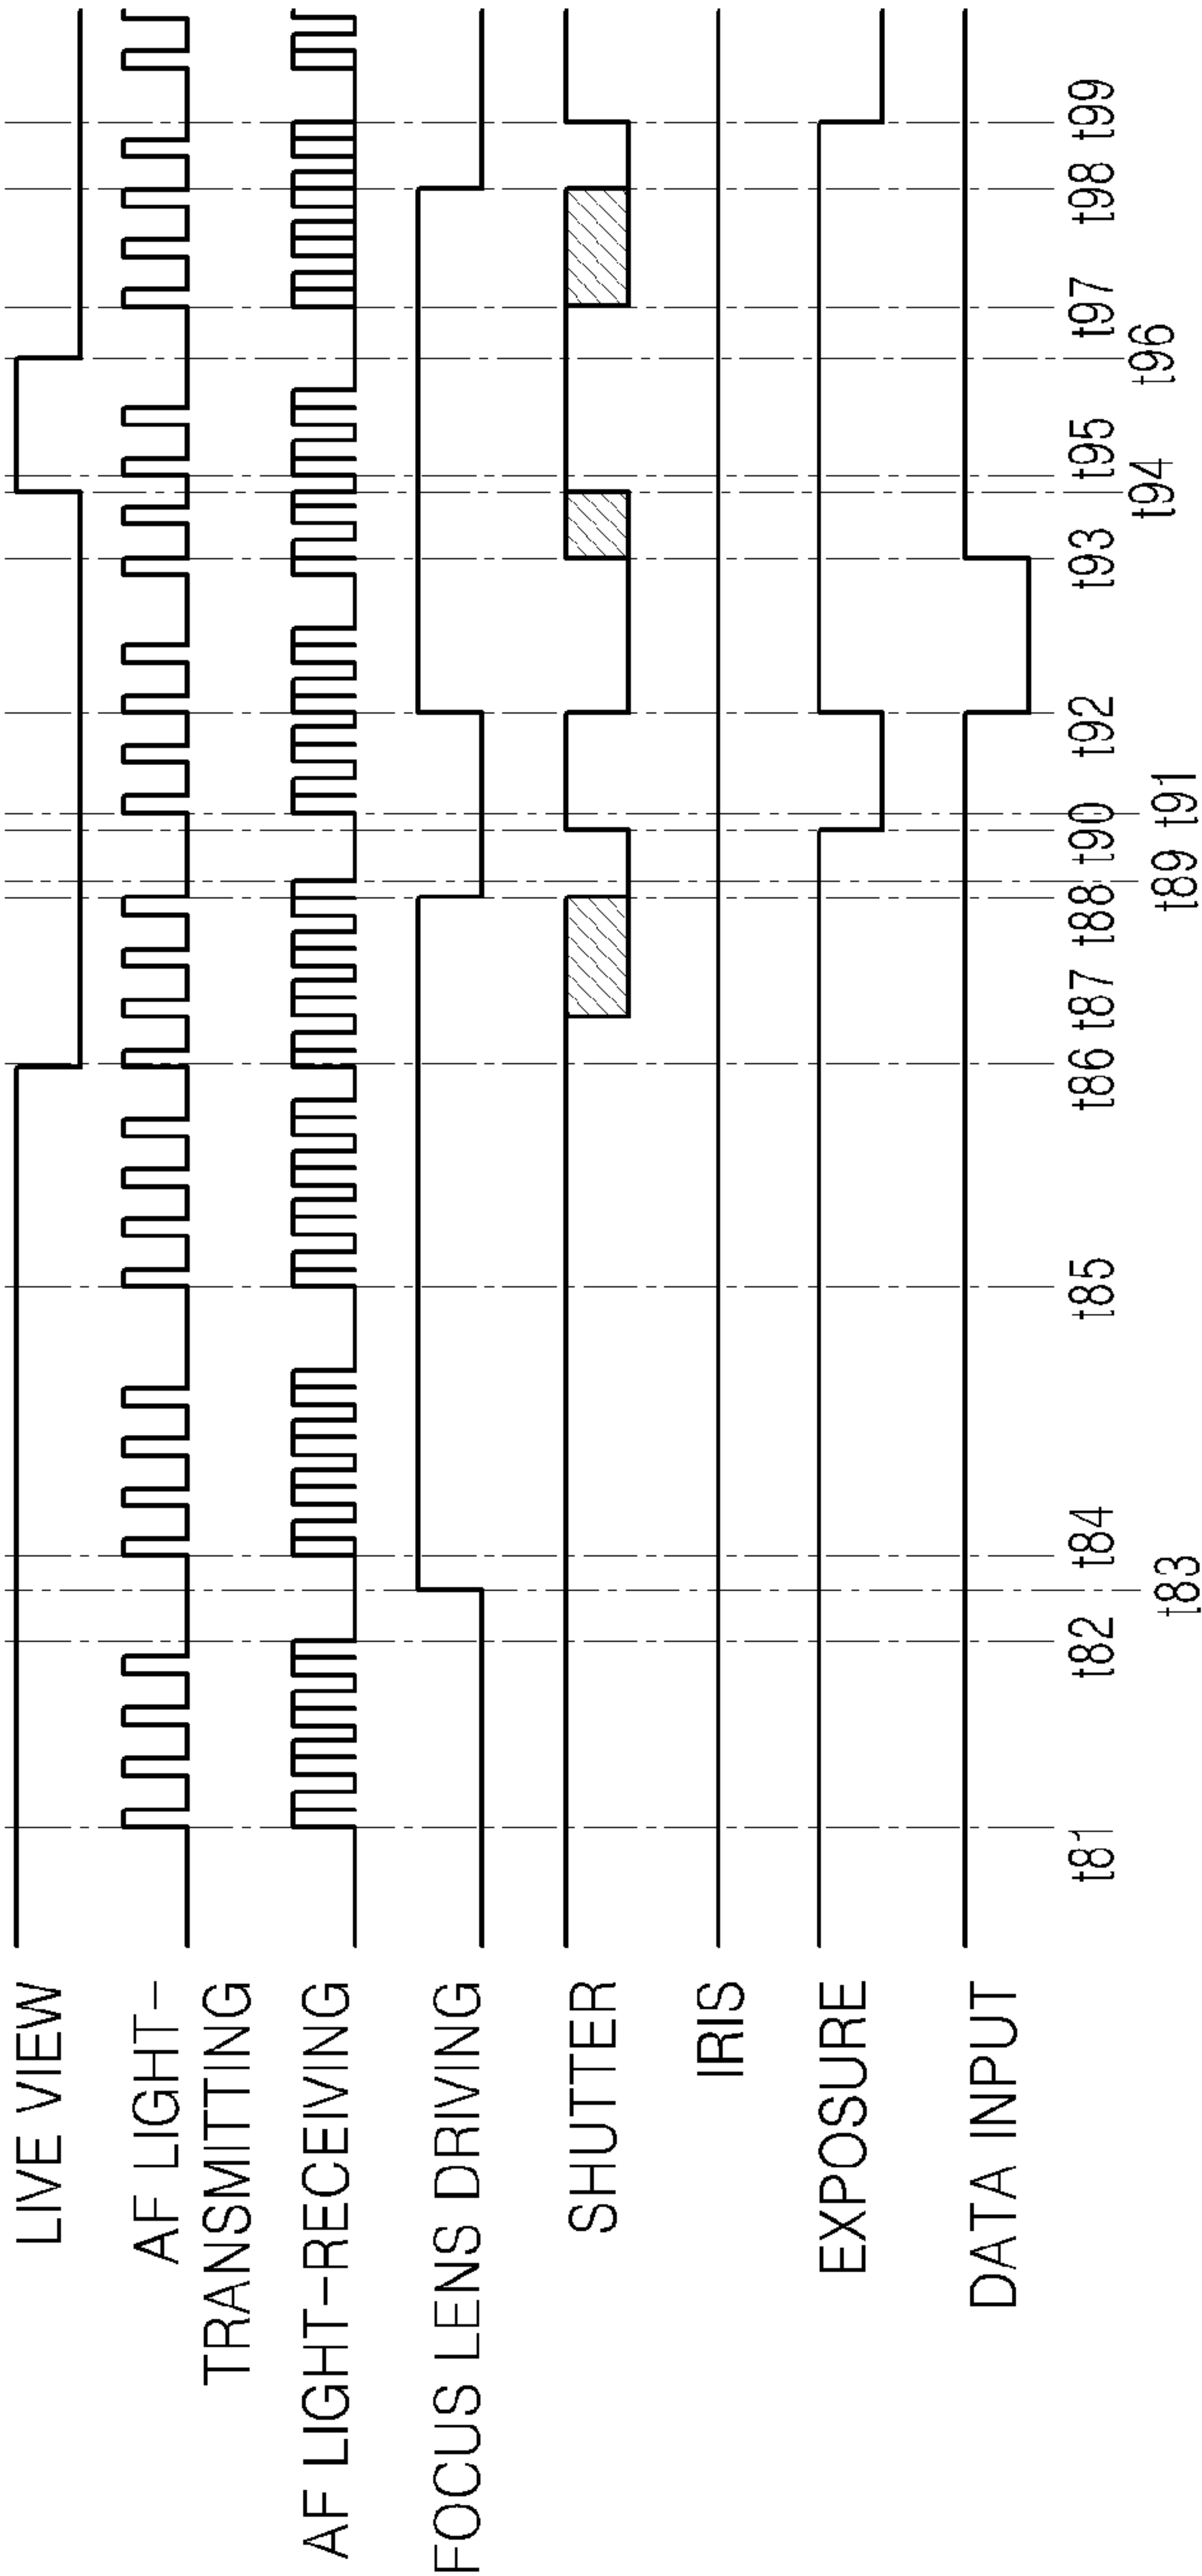 LIVE VIEW
AF LIGHT-
TRANSMITTING
AF LIGHT-RECEIVING
FOCUS LENS DRIVING
SHUTTER
IRIS
EXPOSURE
DATA INPUT
t81 t82 t84 t85 t86 t87 t88 t90 t92 t93 t95 t97 t98 t99
t83 t89 t91 t94 t96